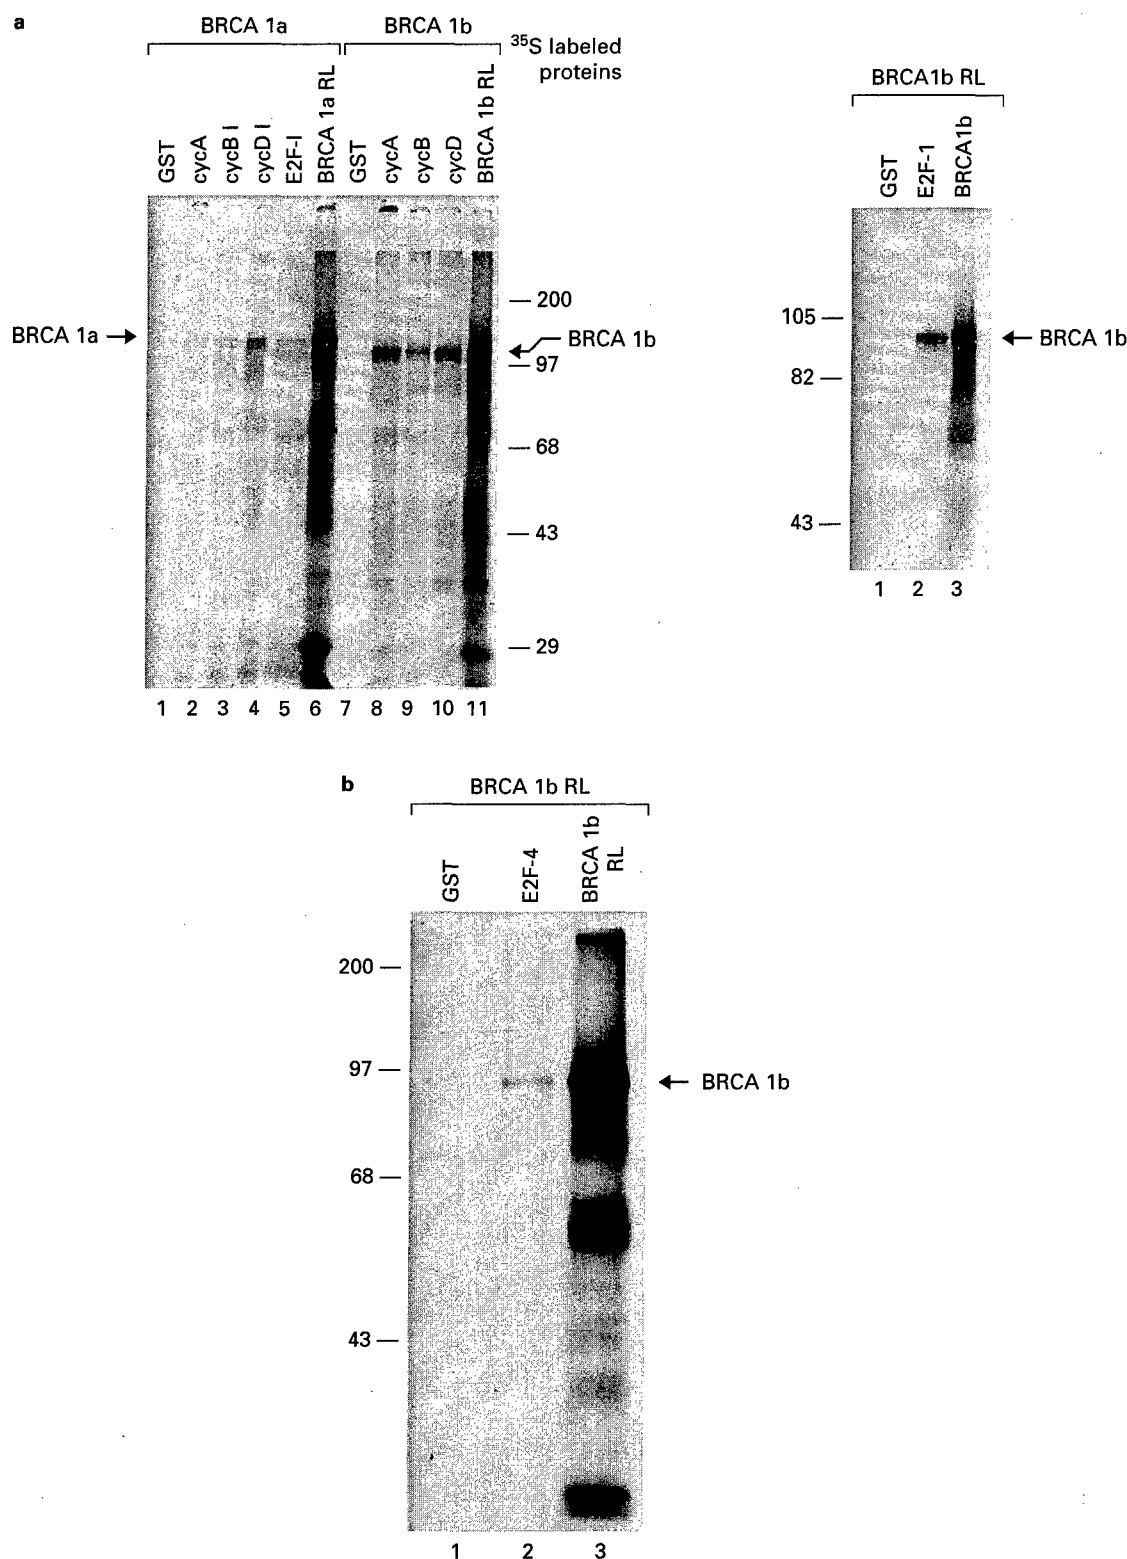 a
BRCA 1a
BRCA 1b
³⁵S labeled
proteins
GST
cycA
cycB I
cycD I
E2F-I
BRCA 1a RL
GST
cycA
cycB
cycD
BRCA 1b RL
BRCA 1a
200
BRCA 1b
97
68
43
29
1 2 3 4 5 6 7 8 9 10 11
BRCA1b RL
GST
E2F-1
BRCA1b
105
BRCA 1b
82
43
1 2 3
b
BRCA 1b RL
GST
E2F-4
BRCA 1b
RL
200
97
BRCA 1b
68
43
1 2 3